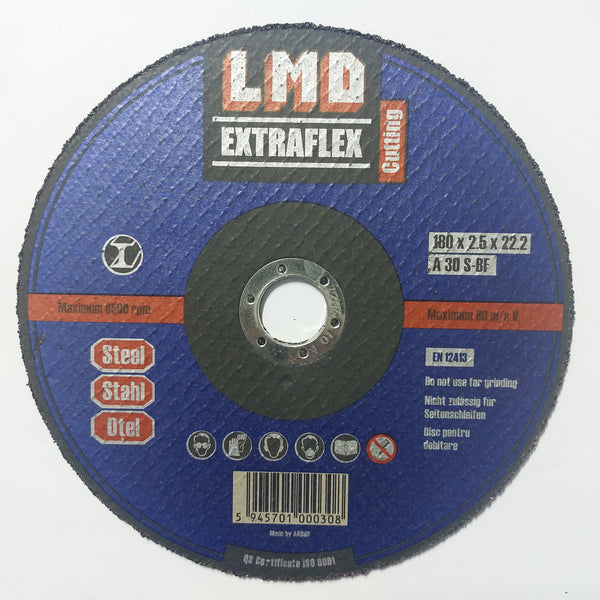 LMD
EXTRAFLEX
Cutting
180 x 2.5 x 22.2
A 30 S-BF
Maximum 8500 rpm
Maximum 80 m/s V
Steel
Stahl
Oţel
EN 12413
Do not use for grinding
Nicht zulässig für
Seitenschleifen
Disc pentru
debitare
5 945701 000308
Made by
QS Certificate ISO 9001